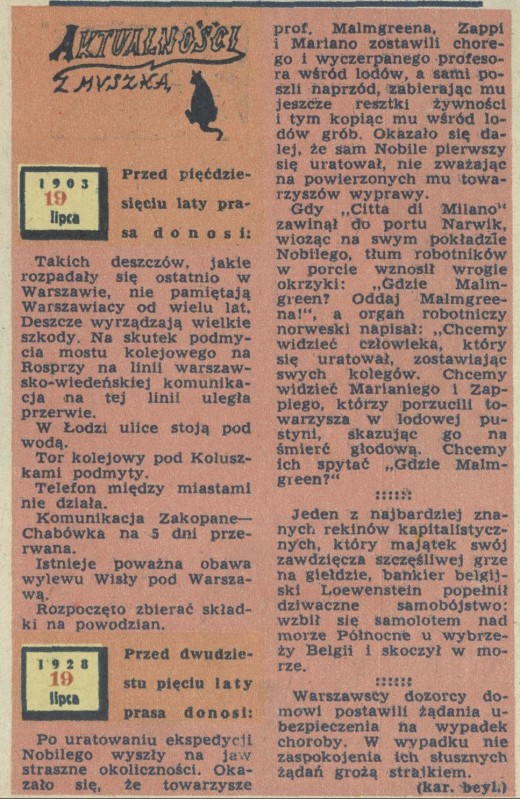 AKTUALNOŚCI
Z MYSZKĄ
1903
19
lipca
Przed pięćdzie-
sięciu laty pra-
sa donosi:
Takich deszczów, jakie
rozpadały się ostatnio w
Warszawie, nie pamiętają
Warszawiacy od wielu lat.
Deszcze wyrządzają wielkie
szkody. Na skutek podmy-
cia mostu kolejowego na
Rosprzy na linii warszaw-
sko-wiedeńskiej komunika-
cja na tej linii uległa
przerwie.
W Łodzi ulice stoją pod
wodą.
Tor kolejowy pod Kolusz-
kami podmyty.
Telefon między miastami
nie działa.
Komunikacja Zakopane—
Chabówka na 5 dni prze-
rwana.
Istnieje poważna obawa
wylewu Wisły pod Warsza-
wą.
Rozpoczęto zbierać skład-
ki na powodzian.
1928
19
lipca
Przed dwudzie-
stu pięciu laty
prasa donosi:
Po uratowaniu ekspedycji
Nobilego wyszły na jaw
straszne okoliczności. Oka-
zało się, że towarzysze
prof. Malmgreena, Zappi
i Mariano zostawili chore-
go i wyczerpanego profeso-
ra wśród lodów, a sami po-
szli naprzód, zabierając mu
jeszcze resztki żywności
i tym kopiąc mu wśród lo-
dów grób. Okazało się da-
lej, że sam Nobile pierwszy
się uratował, nie zważając
na powierzonych mu towa-
rzyszów wyprawy.
Gdy „Citta di Milano"
zawinął do portu Narwik,
wioząc na swym pokładzie
Nobilego, tłum robotników
w porcie wznosił wrogie
okrzyki: „Gdzie Malm-
green? Oddaj Malmgree-
na!", a organ robotniczy
norweski napisał: „Chcemy
widzieć człowieka, który
się uratował, zostawiając
swych kolegów. Chcemy
widzieć Marianiego i Zap-
piego, którzy porzucili to-
warzysza w lodowej pu-
styni, skazując go na
śmierć głodową. Chcemy
ich spytać „Gdzie Malm-
green?"
Jeden z najbardziej zna-
nych rekinów kapitalistycz-
nych, który majątek swój
zawdzięcza szczęśliwej grze
na giełdzie, bankier belgij-
ski Loewenstein popełnił
dziwaczne samobójstwo:
wzbił się samolotem nad
morze Północne u wybrze-
ży Belgii i skoczył w mo-
rze.
Warszawscy dozorcy do-
mowi postawili żądania u-
bezpieczenia na wypadek
choroby. W wypadku nie
zaspokojenia ich słusznych
żądań grożą strajkiem.
(kar. beyl.)